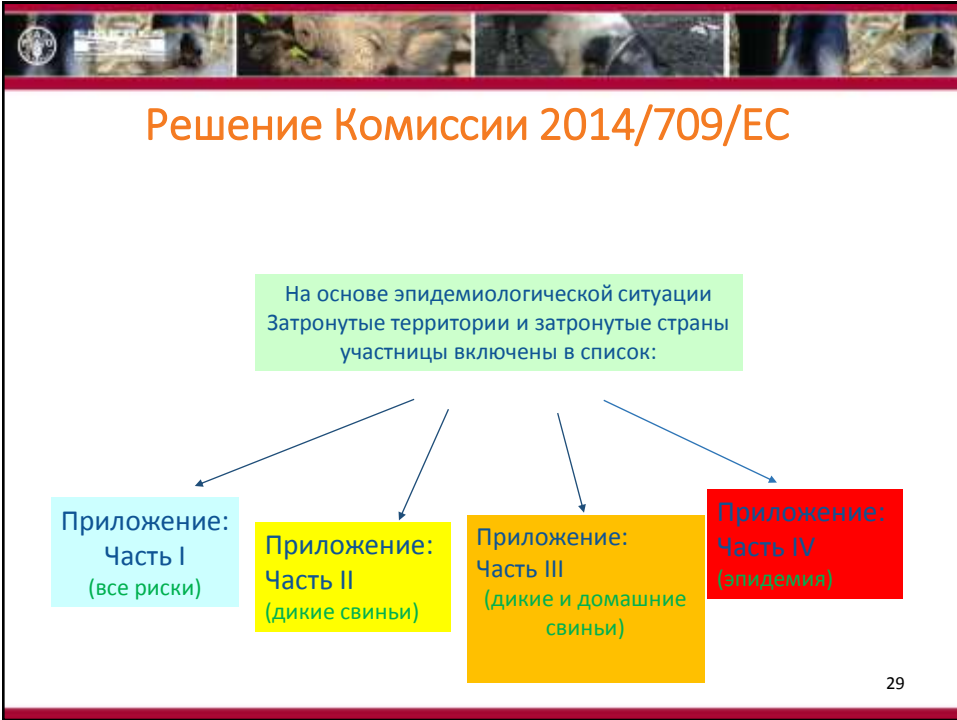 Решение Комиссии 2014/709/ЕС
На основе эпидемиологической ситуации
Затронутые территории и затронутые страны
участницы включены в список:
Приложение:
Часть I
(все риски)
Приложение:
Часть II
(дикие свиньи)
Приложение:
Часть III
(дикие и домашние
свиньи)
Приложение:
Часть IV
(эпидемия)
29